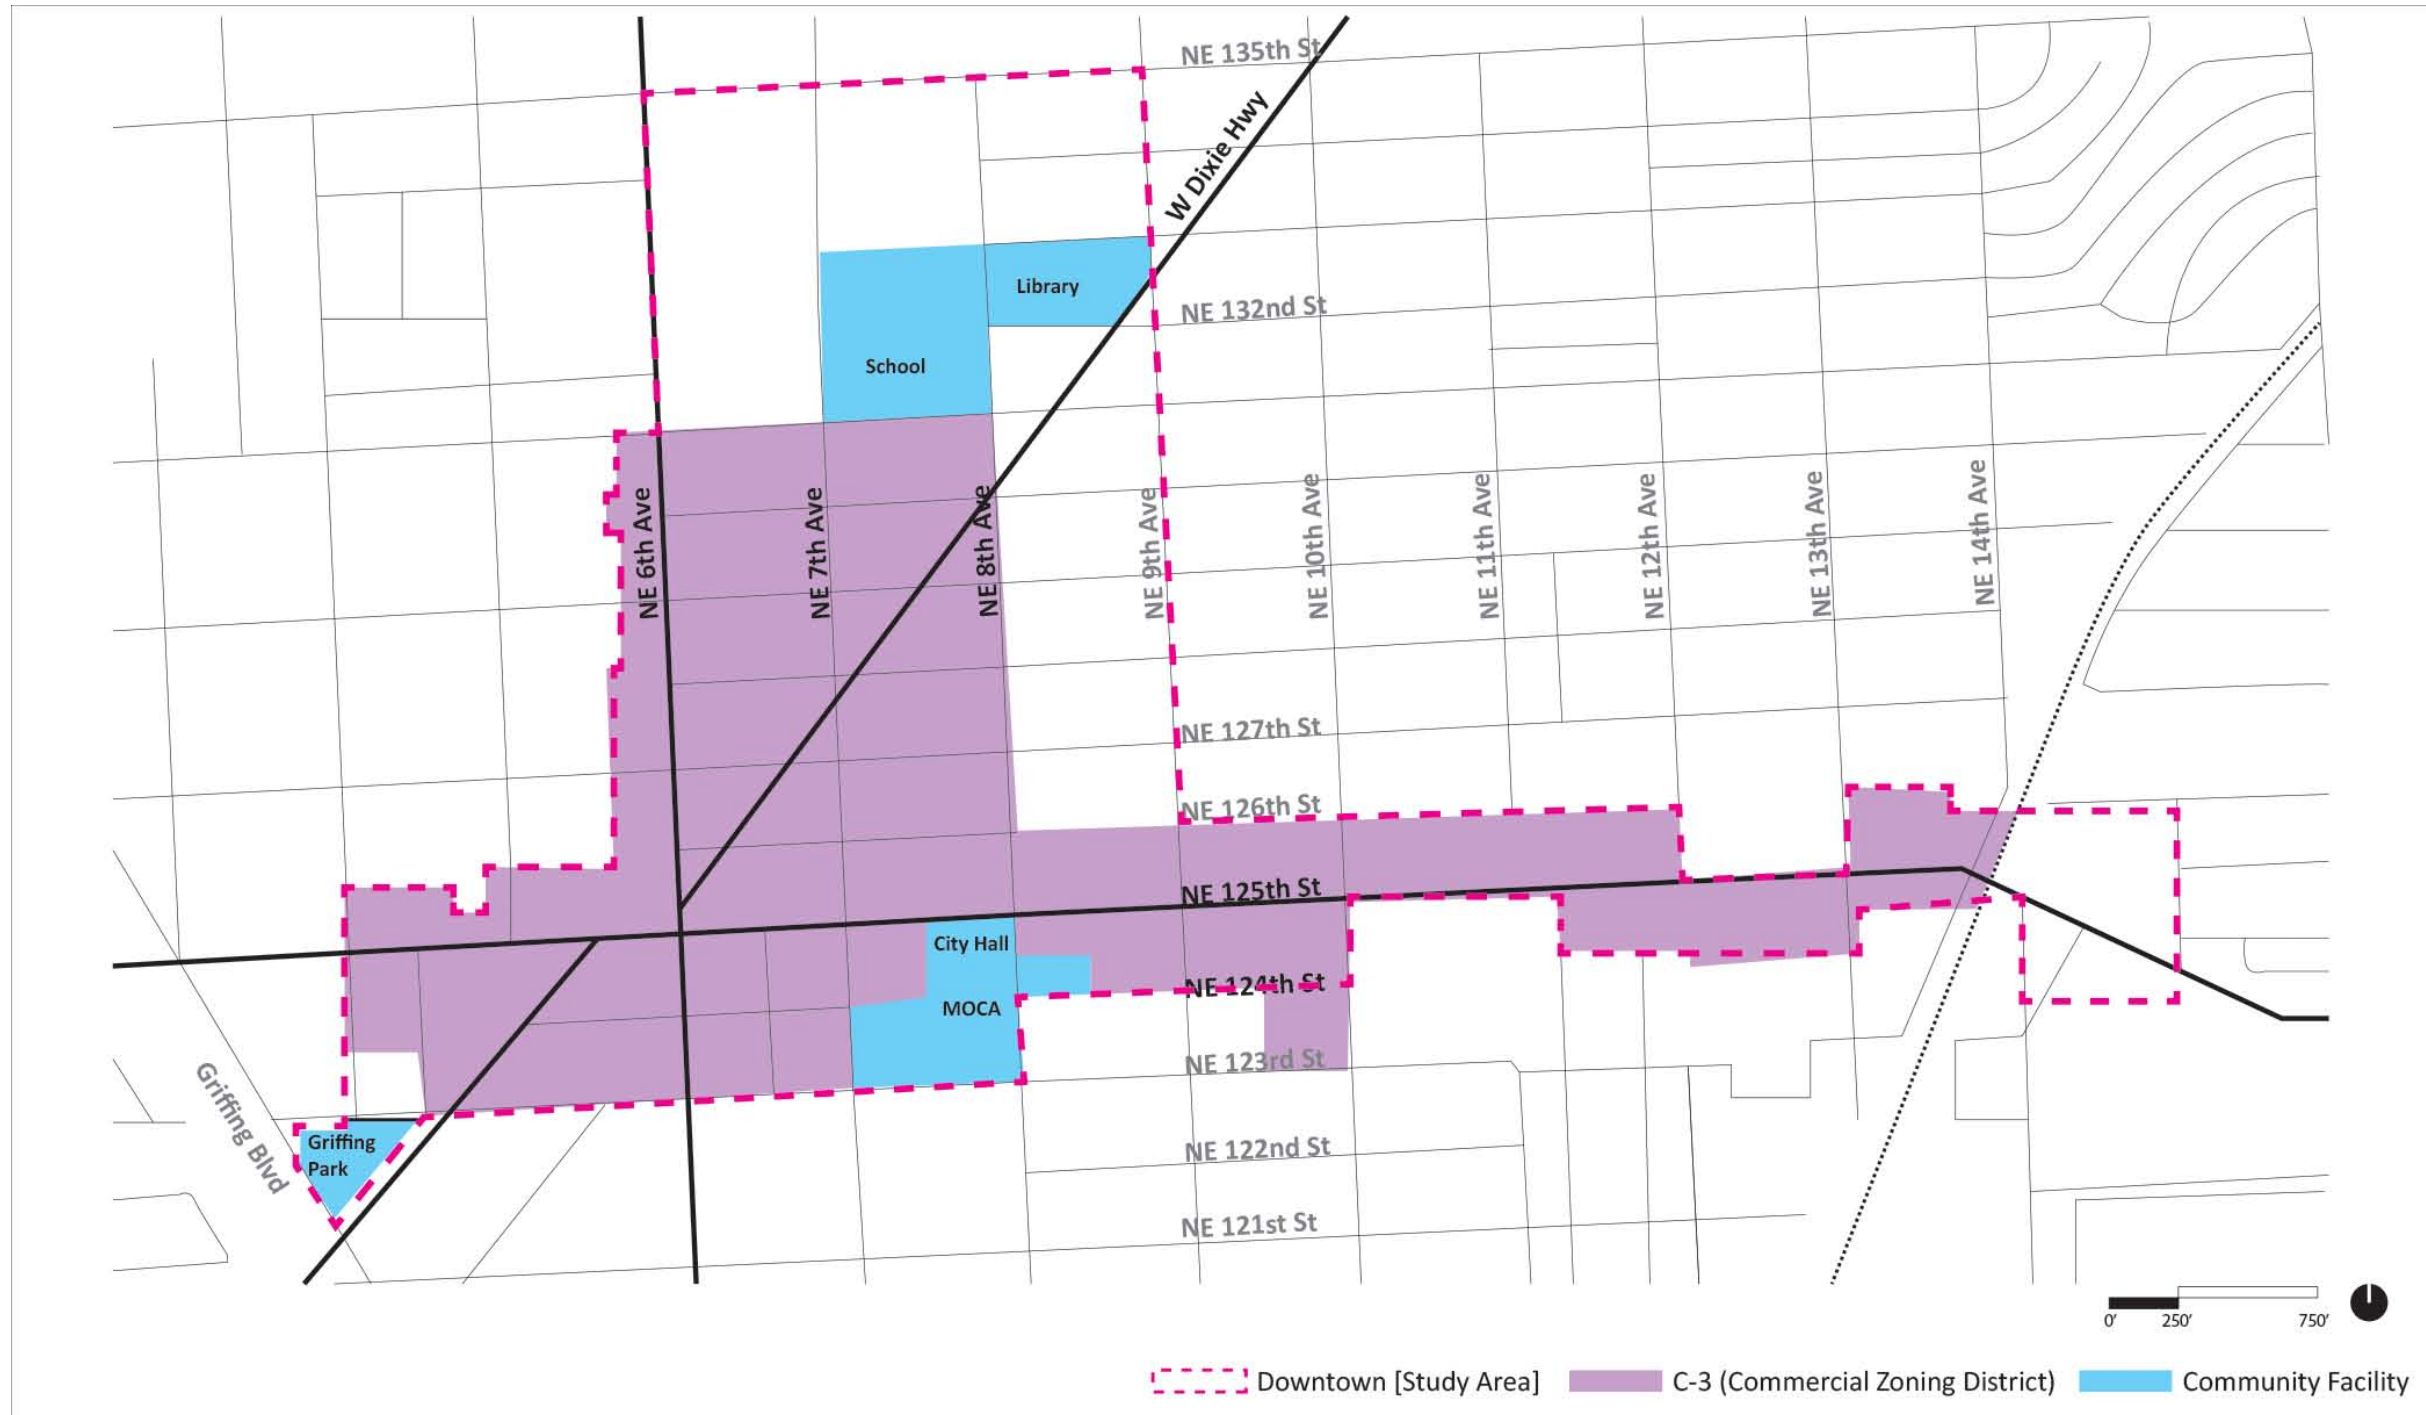 NE 135th St
W Dixie Hwy
Library
NE 132nd St
School
NE 6th Ave
NE 7th Ave
NE 8th Ave
NE 9th Ave
NE 10th Ave
NE 11th Ave
NE 12th Ave
NE 13th Ave
NE 14th Ave
NE 127th St
NE 126th St
NE 125th St
City Hall
NE 124th St
MOCA
NE 123rd St
Griffing Blvd
Griffing
Park
NE 122nd St
NE 121st St
0' 250' 750'
Downtown [Study Area] C-3 (Commercial Zoning District) Community Facility